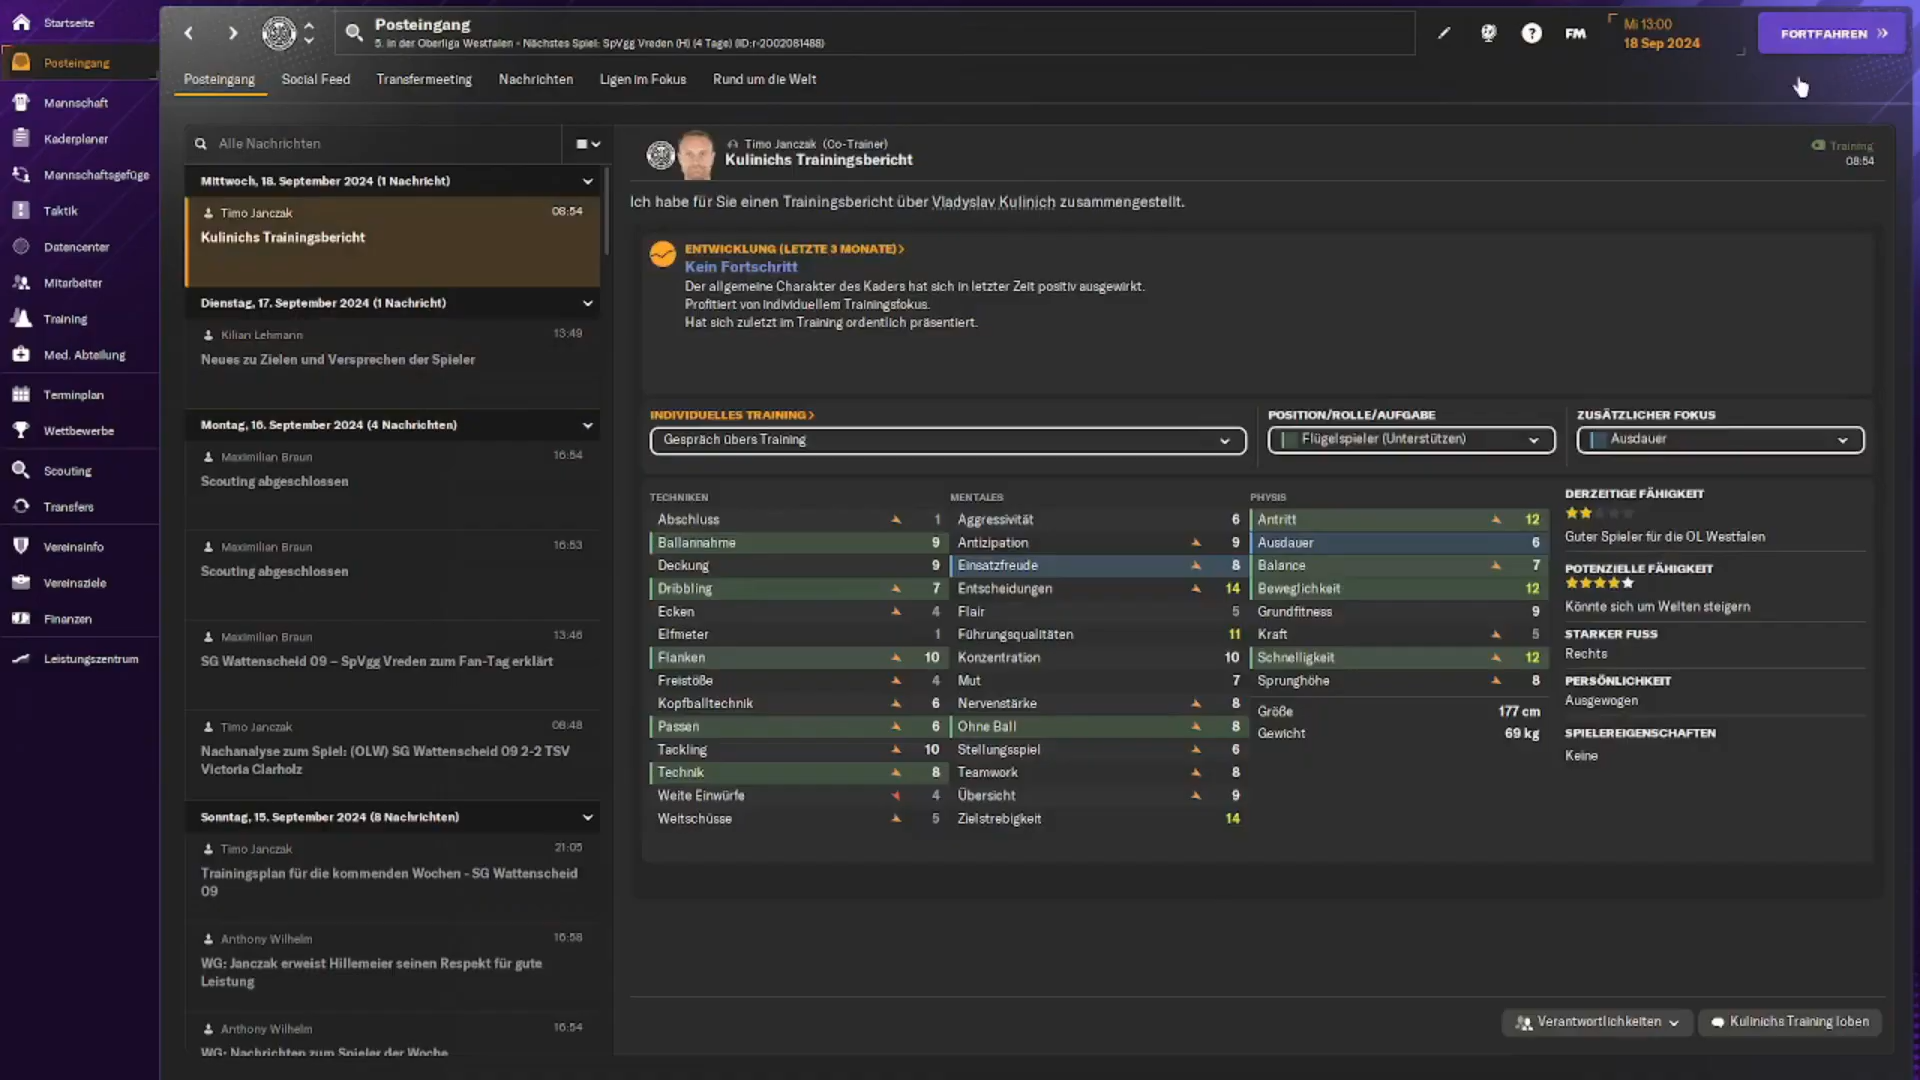 Startseite
Posteingang
Mannschaft
Kaderplaner
Mannschaftsgefüge
Taktik
Datencenter
Mitarbeiter
Training
Med. Abteilung
Terminplan
Wettbewerbe
Scouting
Transfers
Vereinsinfo
Vereinsziele
Finanzen
Leistungszentrum
Posteingang
5. in der Oberliga Westfalen - Nächstes Spiel: SpVgg Vreden (H) (4 Tage) (ID:r-2002081488)
FM
Mi 13:00
18 Sep 2024
FORTFAHREN
Posteingang Social Feed Transfermeeting Nachrichten Ligen im Fokus Rund um die Welt
Alle Nachrichten
Mittwoch, 18. September 2024 (1 Nachricht)
Timo Janczak 08:54
Kulinichs Trainingsbericht
Dienstag, 17. September 2024 (1 Nachricht)
Kilian Lehmann 13:49
Neues zu Zielen und Versprechen der Spieler
Montag, 16. September 2024 (4 Nachrichten)
Maximilian Braun 16:54
Scouting abgeschlossen
Maximilian Braun 16:53
Scouting abgeschlossen
Maximilian Braun 13:46
SG Wattenscheid 09 – SpVgg Vreden zum Fan-Tag erklärt
Timo Janczak 08:48
Nachanalyse zum Spiel: (OLW) SG Wattenscheid 09 2-2 TSV
Victoria Clarholz
Sonntag, 15. September 2024 (8 Nachrichten)
Timo Janczak 21:05
Trainingsplan für die kommenden Wochen - SG Wattenscheid
09
Anthony Wilhelm 16:58
WG: Janczak erweist Hillemeier seinen Respekt für gute
Leistung
Anthony Wilhelm 16:54
WG: Nachrichten zum Spieler der Woche
Timo Janczak (Co-Trainer)
Kulinichs Trainingsbericht
Training
08:54
Ich habe für Sie einen Trainingsbericht über Vladyslav Kulinich zusammengestellt.
ENTWICKLUNG (LETZTE 3 MONATE)
Kein Fortschritt
Der allgemeine Charakter des Kaders hat sich in letzter Zeit positiv ausgewirkt.
Profitiert von individuellem Trainingsfokus.
Hat sich zuletzt im Training ordentlich präsentiert.
INDIVIDUELLES TRAINING
Gespräch übers Training
POSITION/ROLLE/AUFGABE
Flügelspieler (Unterstützen)
ZUSÄTZLICHER FOKUS
Ausdauer
TECHNIKEN
Abschluss 1
Ballannahme 9
Deckung 9
Dribbling 7
Ecken 4
Elfmeter 1
Flanken 10
Freistöße 4
Kopfballtechnik 6
Passen 6
Tackling 10
Technik 8
Weite Einwürfe 4
Weitschüsse 5
MENTALES
Aggressivität 6
Antizipation 9
Einsatzfreude 8
Entscheidungen 14
Flair 5
Führungsqualitäten 11
Konzentration 10
Mut 7
Nervenstärke 8
Ohne Ball 8
Stellungsspiel 6
Teamwork 8
Übersicht 9
Zielstrebigkeit 14
PHYSIS
Antritt 12
Ausdauer 6
Balance 7
Beweglichkeit 12
Grundfitness 9
Kraft 5
Schnelligkeit 12
Sprunghöhe 8
Größe 177 cm
Gewicht 69 kg
DERZEITIGE FÄHIGKEIT
Guter Spieler für die OL Westfalen
POTENZIELLE FÄHIGKEIT
Könnte sich um Welten steigern
STARKER FUSS
Rechts
PERSÖNLICHKEIT
Ausgewogen
SPIELEREIGENSCHAFTEN
Keine
Verantwortlichkeiten
Kulinichs Training loben